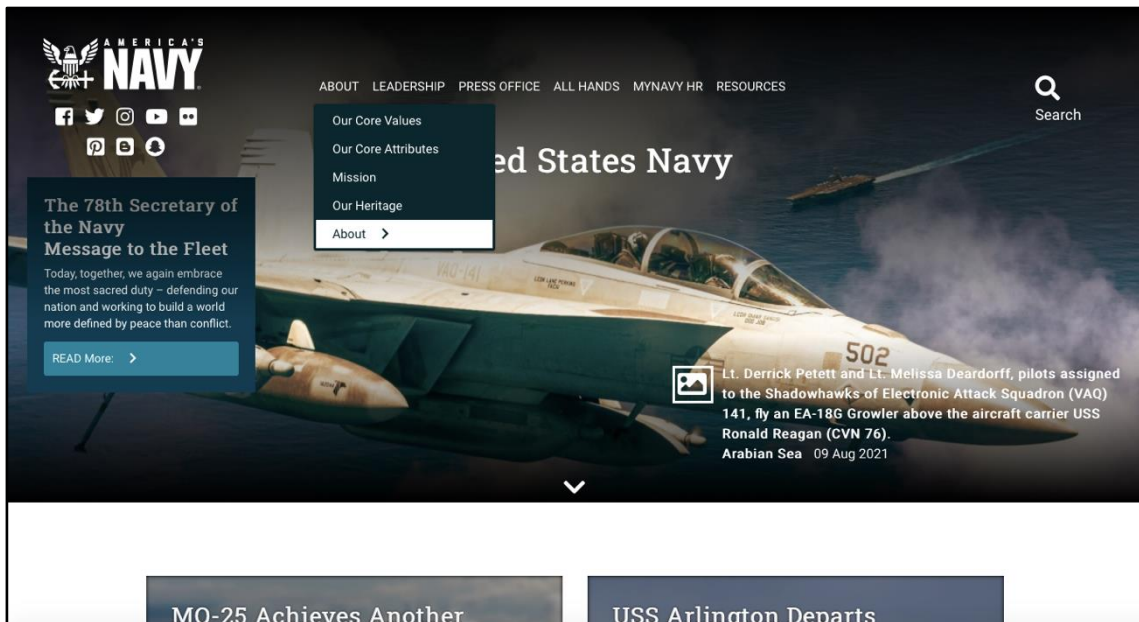 AMERICA'S
NAVY
ABOUT LEADERSHIP PRESS OFFICE ALL HANDS MYNAVY HR RESOURCES
Search
Our Core Values
Our Core Attributes
Mission
Our Heritage
About
ed States Navy
The 78th Secretary of
the Navy
Message to the Fleet
Today, together, we again embrace
the most sacred duty – defending our
nation and working to build a world
more defined by peace than conflict.
READ More:
VAQ-141
502
Lt. Derrick Petett and Lt. Melissa Deardorff, pilots assigned
to the Shadowhawks of Electronic Attack Squadron (VAQ)
141, fly an EA-18G Growler above the aircraft carrier USS
Ronald Reagan (CVN 76).
Arabian Sea 09 Aug 2021
MQ-25 Achieves Another
USS Arlington Departs